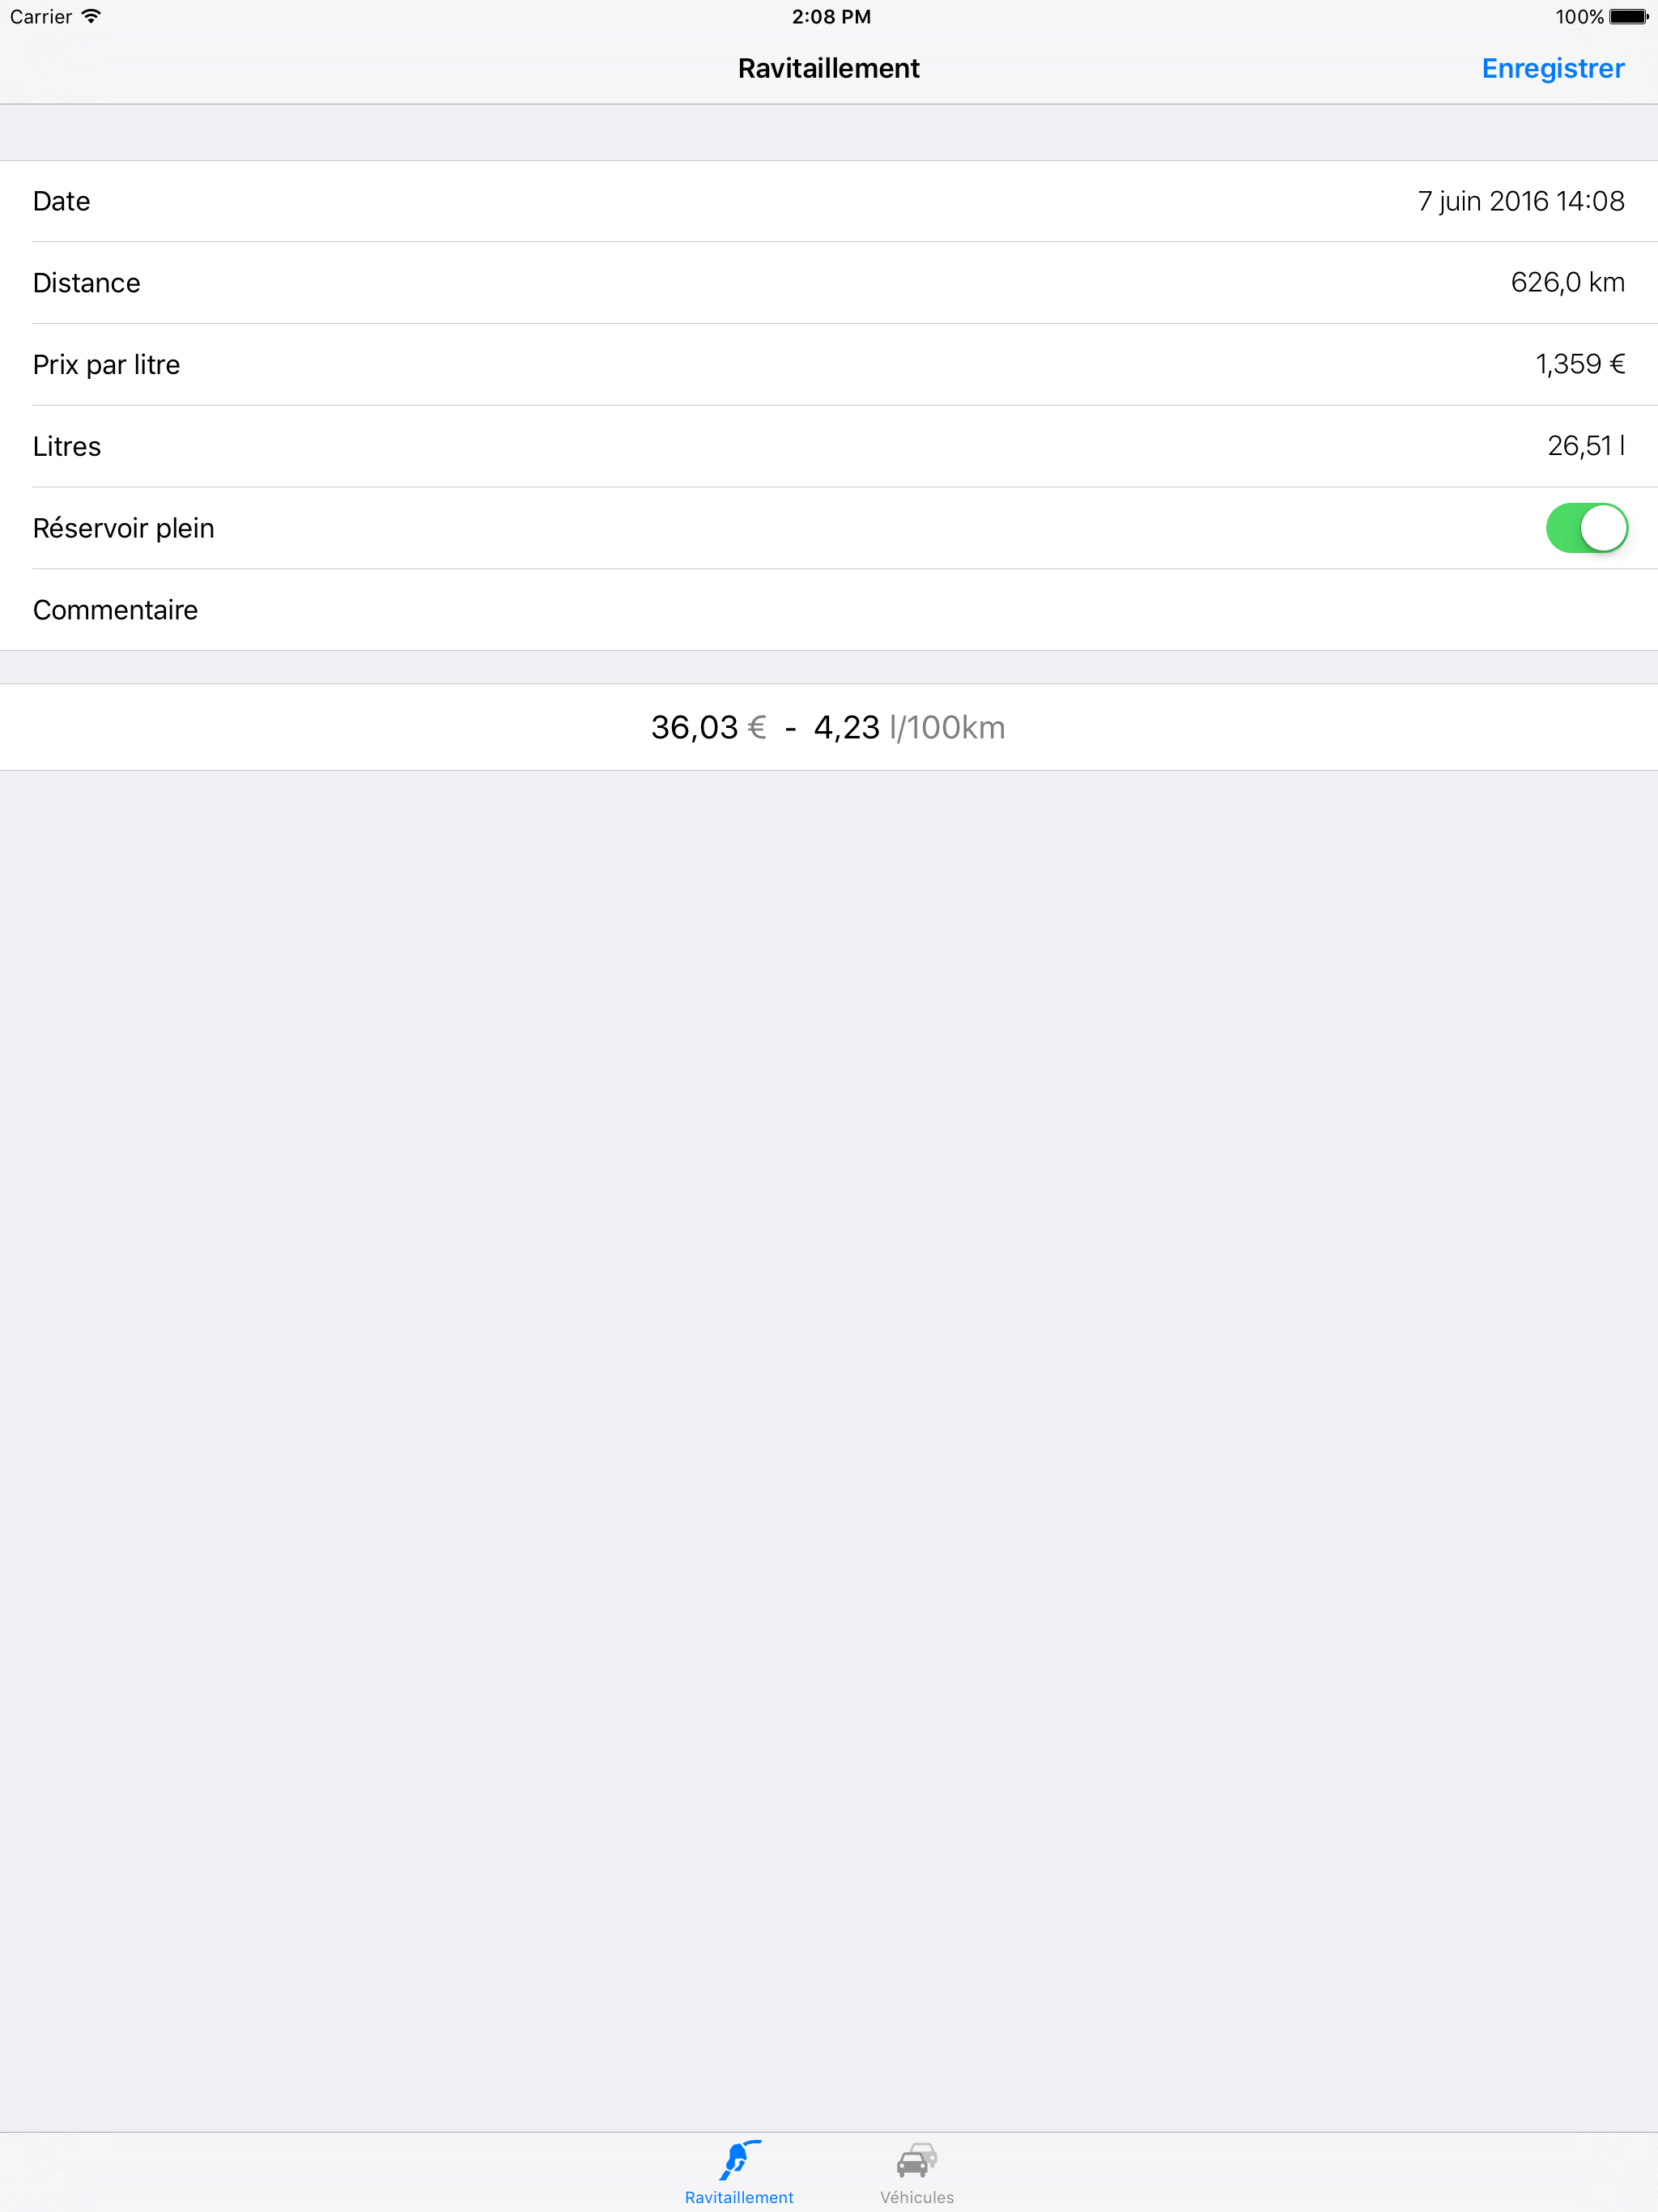 Carrier 2:08 PM 100%
Ravitaillement Enregistrer
Date 7 juin 2016 14:08
Distance 626,0 km
Prix par litre 1,359 €
Litres 26,51 l
Réservoir plein
Commentaire
36,03 € - 4,23 l/100km
Ravitaillement Véhicules